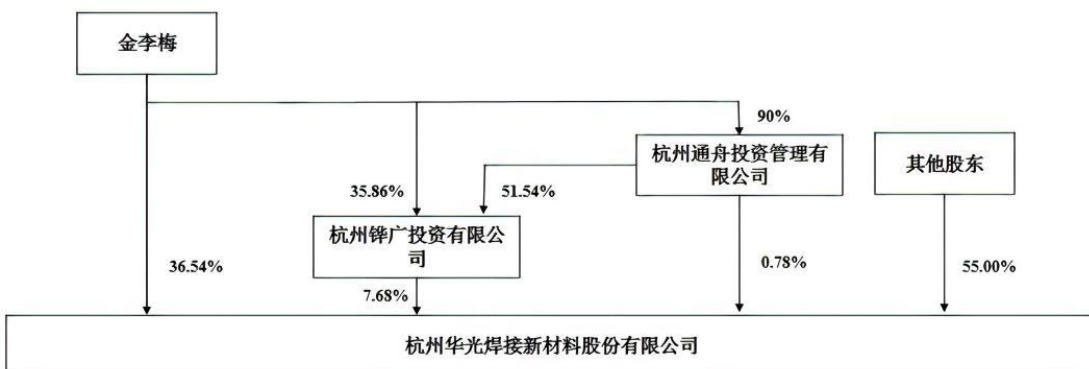 金李梅
90%
杭州通舟投资管理有
限公司
其他股东
35.86%
51.54%
杭州铧广投资有限公
司
36.54%
7.68%
0.78%
55.00%
杭州华光焊接新材料股份有限公司